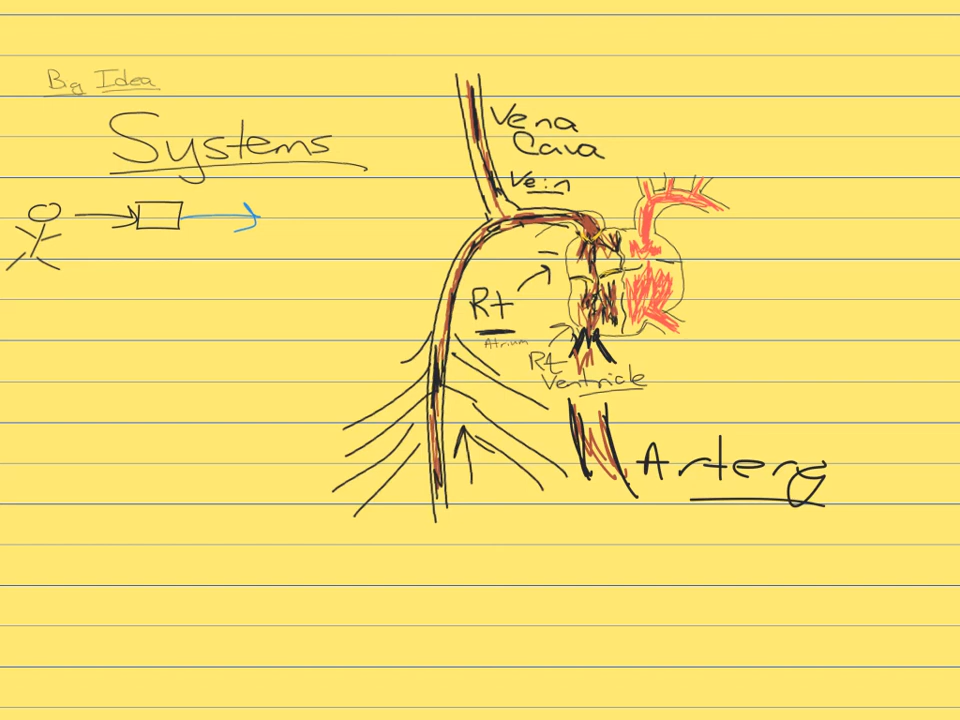 Big Idea
Systems
Vena
Cava
Vein
Rt
Atrium
Rt
Ventricle
Artery